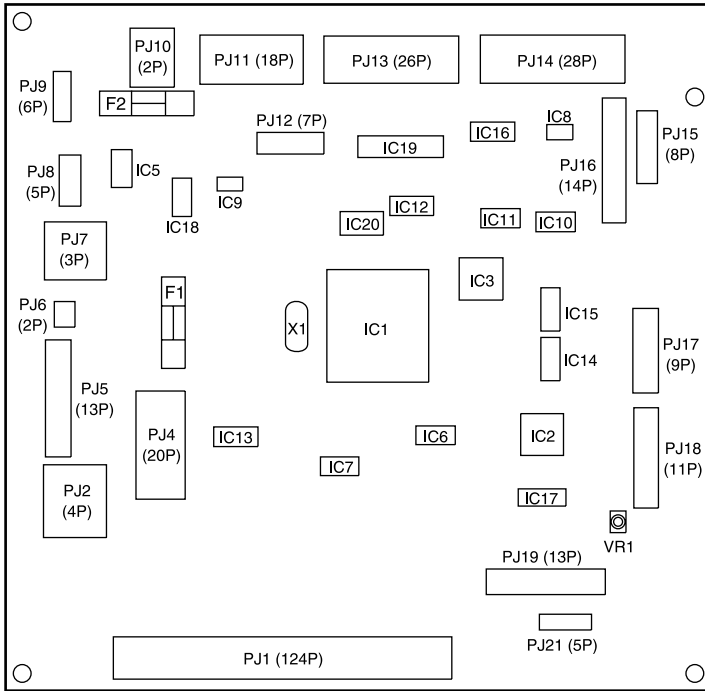 PJ10
(2P)
PJ11 (18P)
PJ13 (26P)
PJ14 (28P)
PJ9
(6P)
F2
PJ12 (7P)
IC19
IC16
IC8
PJ16
(14P)
PJ15
(8P)
PJ8
(5P)
IC5
IC18
IC9
IC20
IC12
IC11
IC10
PJ7
(3P)
PJ6
(2P)
F1
X1
IC1
IC3
IC15
IC14
PJ17
(9P)
PJ5
(13P)
PJ4
(20P)
IC13
IC7
IC6
IC2
PJ18
(11P)
PJ2
(4P)
IC17
VR1
PJ19 (13P)
PJ21 (5P)
PJ1 (124P)